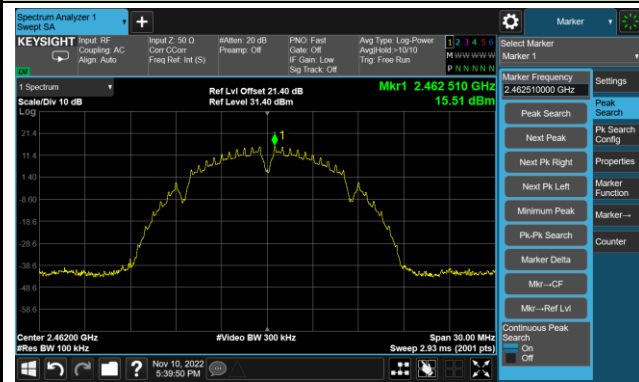 Spectrum Analyzer 1
Swept SA
Marker
KEYSIGHT
Input: RF
Coupling: AC
Align: Auto
Input Z: 50 Ω
Corr CCorr
Freq Ref: Int (S)
#Atten: 20 dB
Preamp: Off
PNO: Fast
Gate: Off
IF Gain: Low
Sig Track: Off
Avg Type: Log-Power
Avg|Hold:>10/10
Trig: Free Run
1 2 3 4 5 6
M W W W W W
P N N N N N
LXI
Select Marker
Marker 1
1 Spectrum
Scale/Div 10 dB
Log
Ref Lvl Offset 21.40 dB
Ref Level 31.40 dBm
Mkr1 2.462 510 GHz
15.51 dBm
1
21.4
11.4
1.40
-8.60
-18.6
-28.6
-38.6
-48.6
-58.6
Center 2.46200 GHz
#Res BW 100 kHz
#Video BW 300 kHz
Span 30.00 MHz
Sweep 2.93 ms (2001 pts)
Marker Frequency
2.462510000 GHz
Peak Search
Next Peak
Next Pk Right
Next Pk Left
Minimum Peak
Pk-Pk Search
Marker Delta
Mkr→CF
Mkr→Ref Lvl
Continuous Peak
Search
On
Off
Settings
Peak
Search
Pk Search
Config
Properties
Marker
Function
Marker→
Counter
Nov 10, 2022
5:39:50 PM